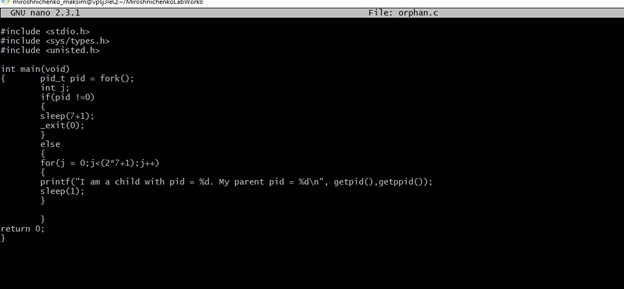 miroshnichenko_maksim@vpsj3IeQ:~/MiroshnichenkoLabWork8
GNU nano 2.3.1 File: orphan.c
#include <stdio.h>
#include <sys/types.h>
#include <unisted.h>
int main(void)
{ pid_t pid = fork();
int j;
if(pid !=0)
{
sleep(7+1);
_exit(0);
}
else
{
for(j = 0;j<(2*7+1);j++)
{
printf("I am a child with pid = %d. My parent pid = %d\n", getpid(),getppid());
sleep(1);
}
}
return 0;
}